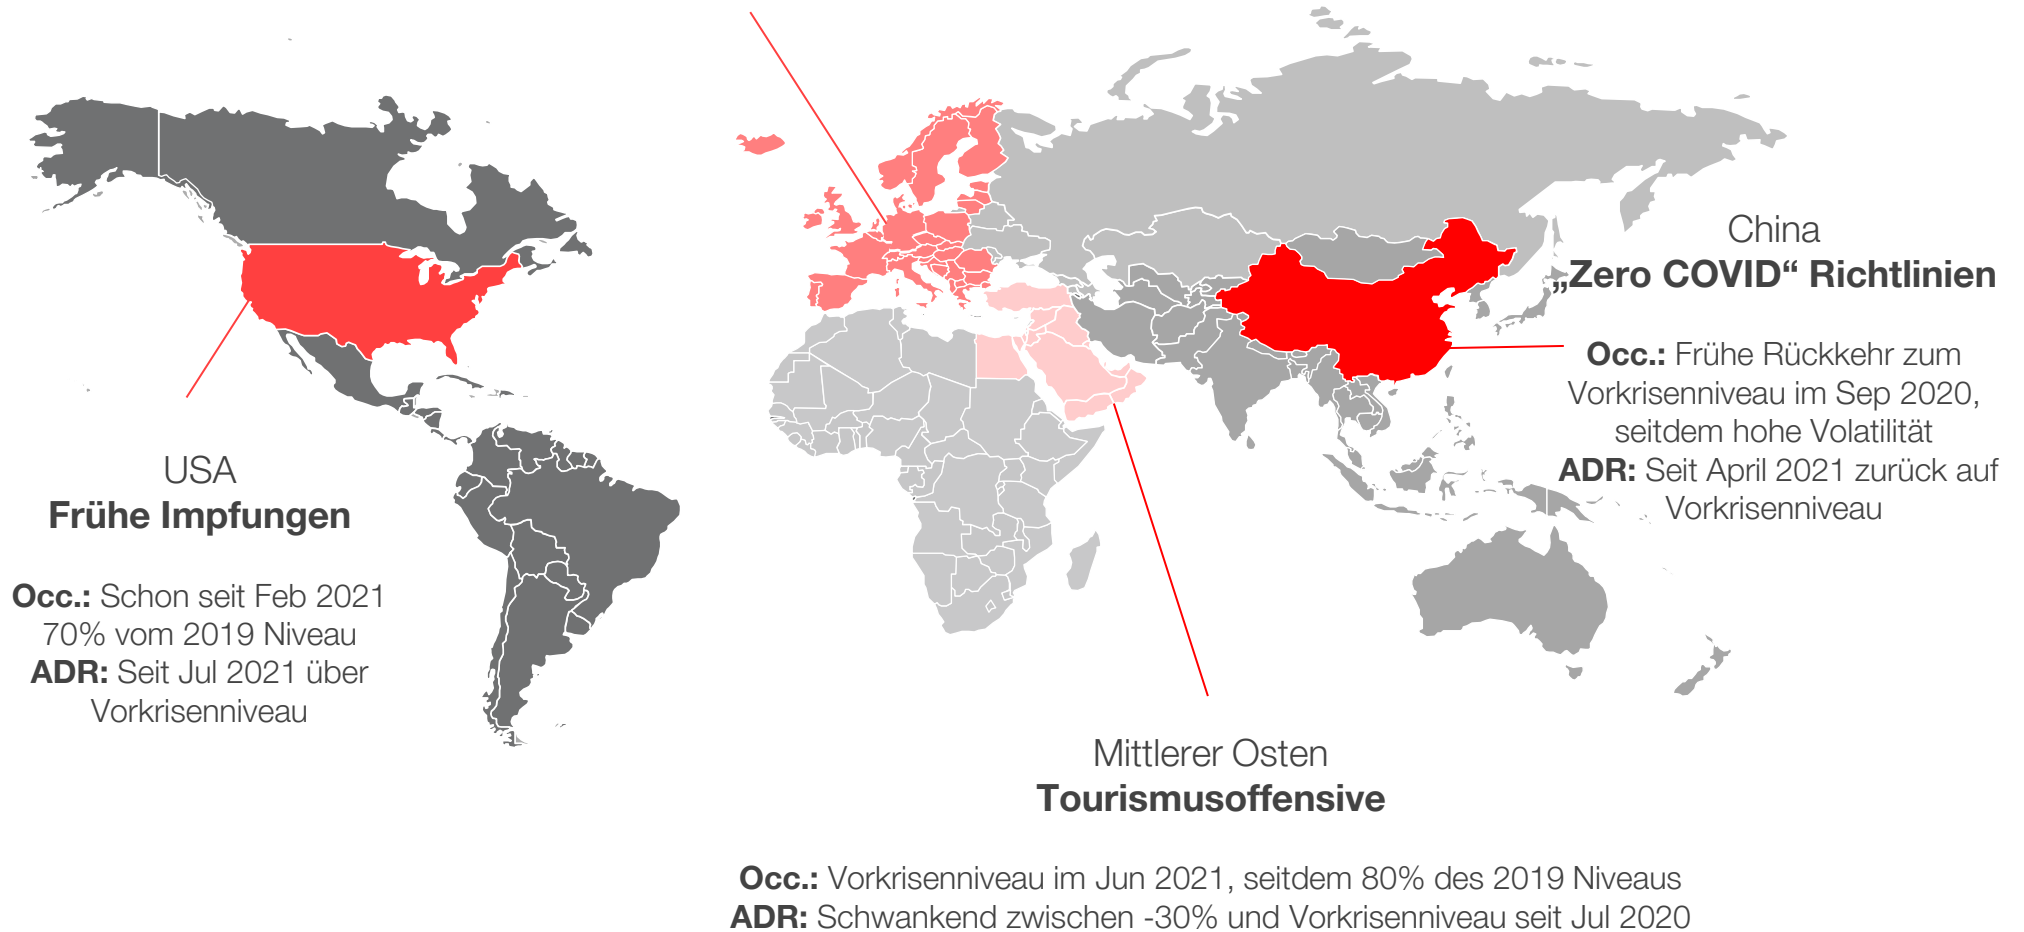 China
„Zero COVID“ Richtlinien
Occ.: Frühe Rückkehr zum
Vorkrisenniveau im Sep 2020,
seitdem hohe Volatilität
ADR: Seit April 2021 zurück auf
Vorkrisenniveau
USA
Frühe Impfungen
Occ.: Schon seit Feb 2021
70% vom 2019 Niveau
ADR: Seit Jul 2021 über
Vorkrisenniveau
Mittlerer Osten
Tourismusoffensive
Occ.: Vorkrisenniveau im Jun 2021, seitdem 80% des 2019 Niveaus
ADR: Schwankend zwischen -30% und Vorkrisenniveau seit Jul 2020